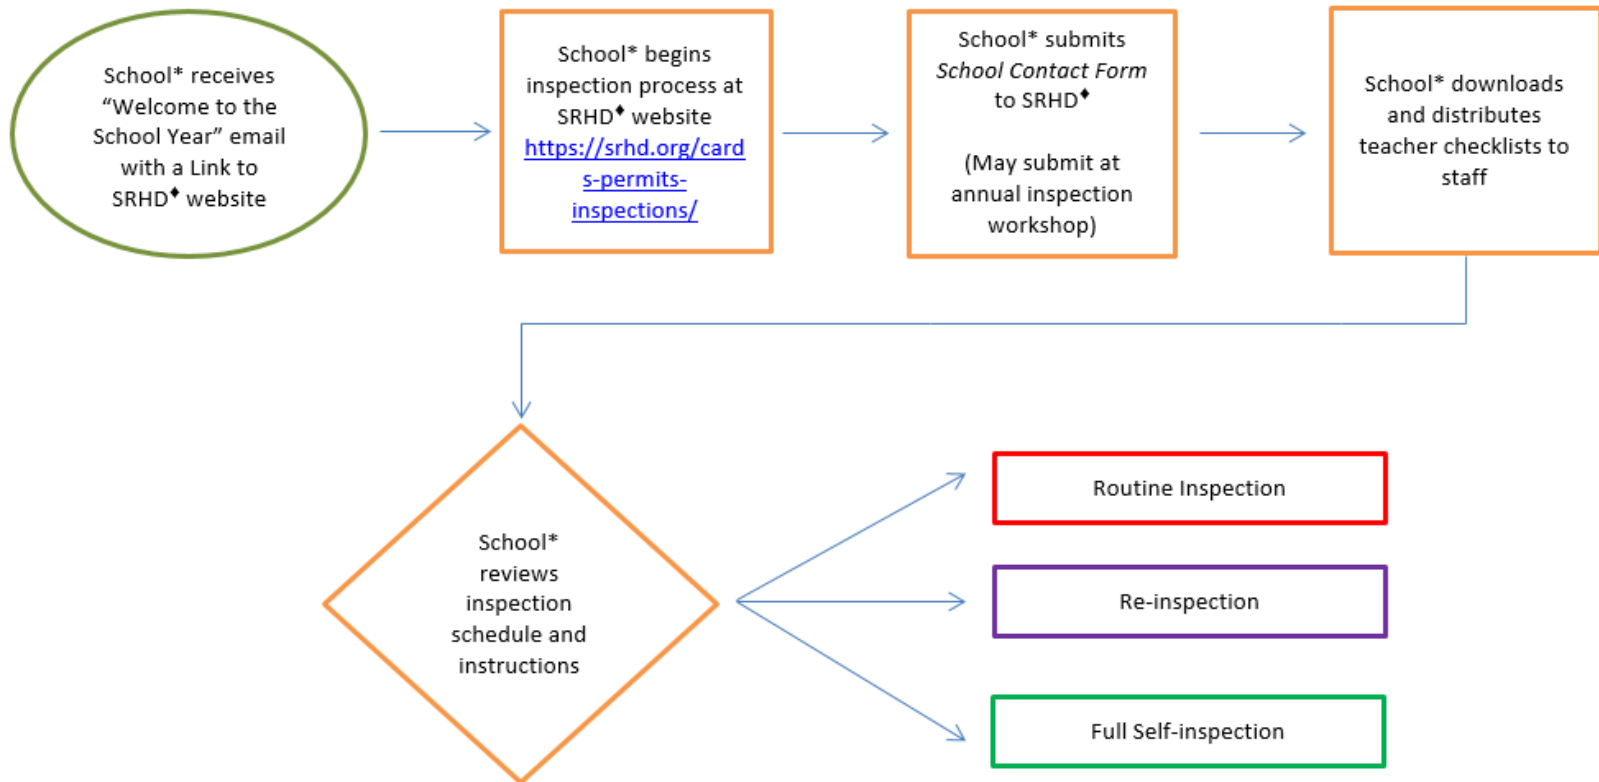 School* receives
“Welcome to the
School Year” email
with a Link to
SRHD♦ website
School* begins
inspection process at
SRHD♦ website
https://srhd.org/card
s-permits-
inspections/
School* submits
School Contact Form
to SRHD♦
(May submit at
annual inspection
workshop)
School* downloads
and distributes
teacher checklists to
staff
School*
reviews
inspection
schedule and
instructions
Routine Inspection
Re-inspection
Full Self-inspection